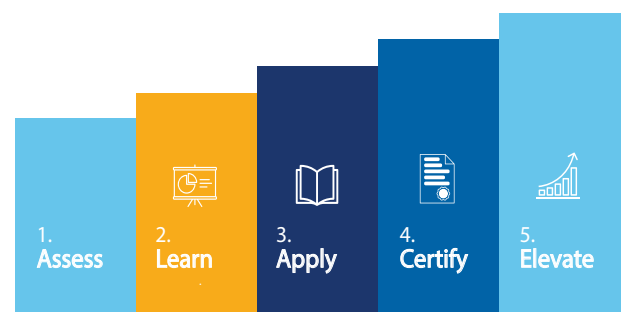 1.
Assess
2.
Learn
3.
Apply
4.
Certify
5.
Elevate